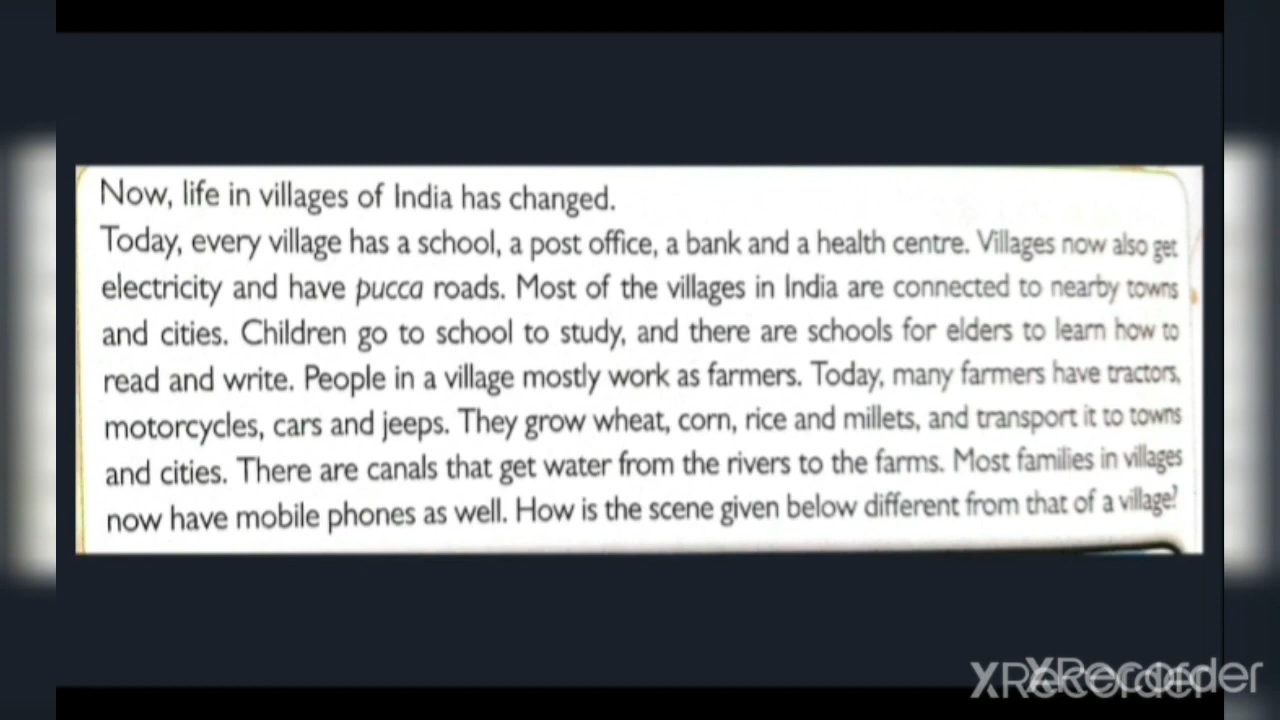 Now, life in villages of India has changed.
Today, every village has a school, a post office, a bank and a health centre. Villages now also get
electricity and have pucca roads. Most of the villages in India are connected to nearby towns
and cities. Children go to school to study, and there are schools for elders to learn how to
read and write. People in a village mostly work as farmers. Today, many farmers have tractors,
motorcycles, cars and jeeps. They grow wheat, corn, rice and millets, and transport it to towns
and cities. There are canals that get water from the rivers to the farms. Most families in villages
now have mobile phones as well. How is the scene given below different from that of a village?
XRecorder
XRecorder